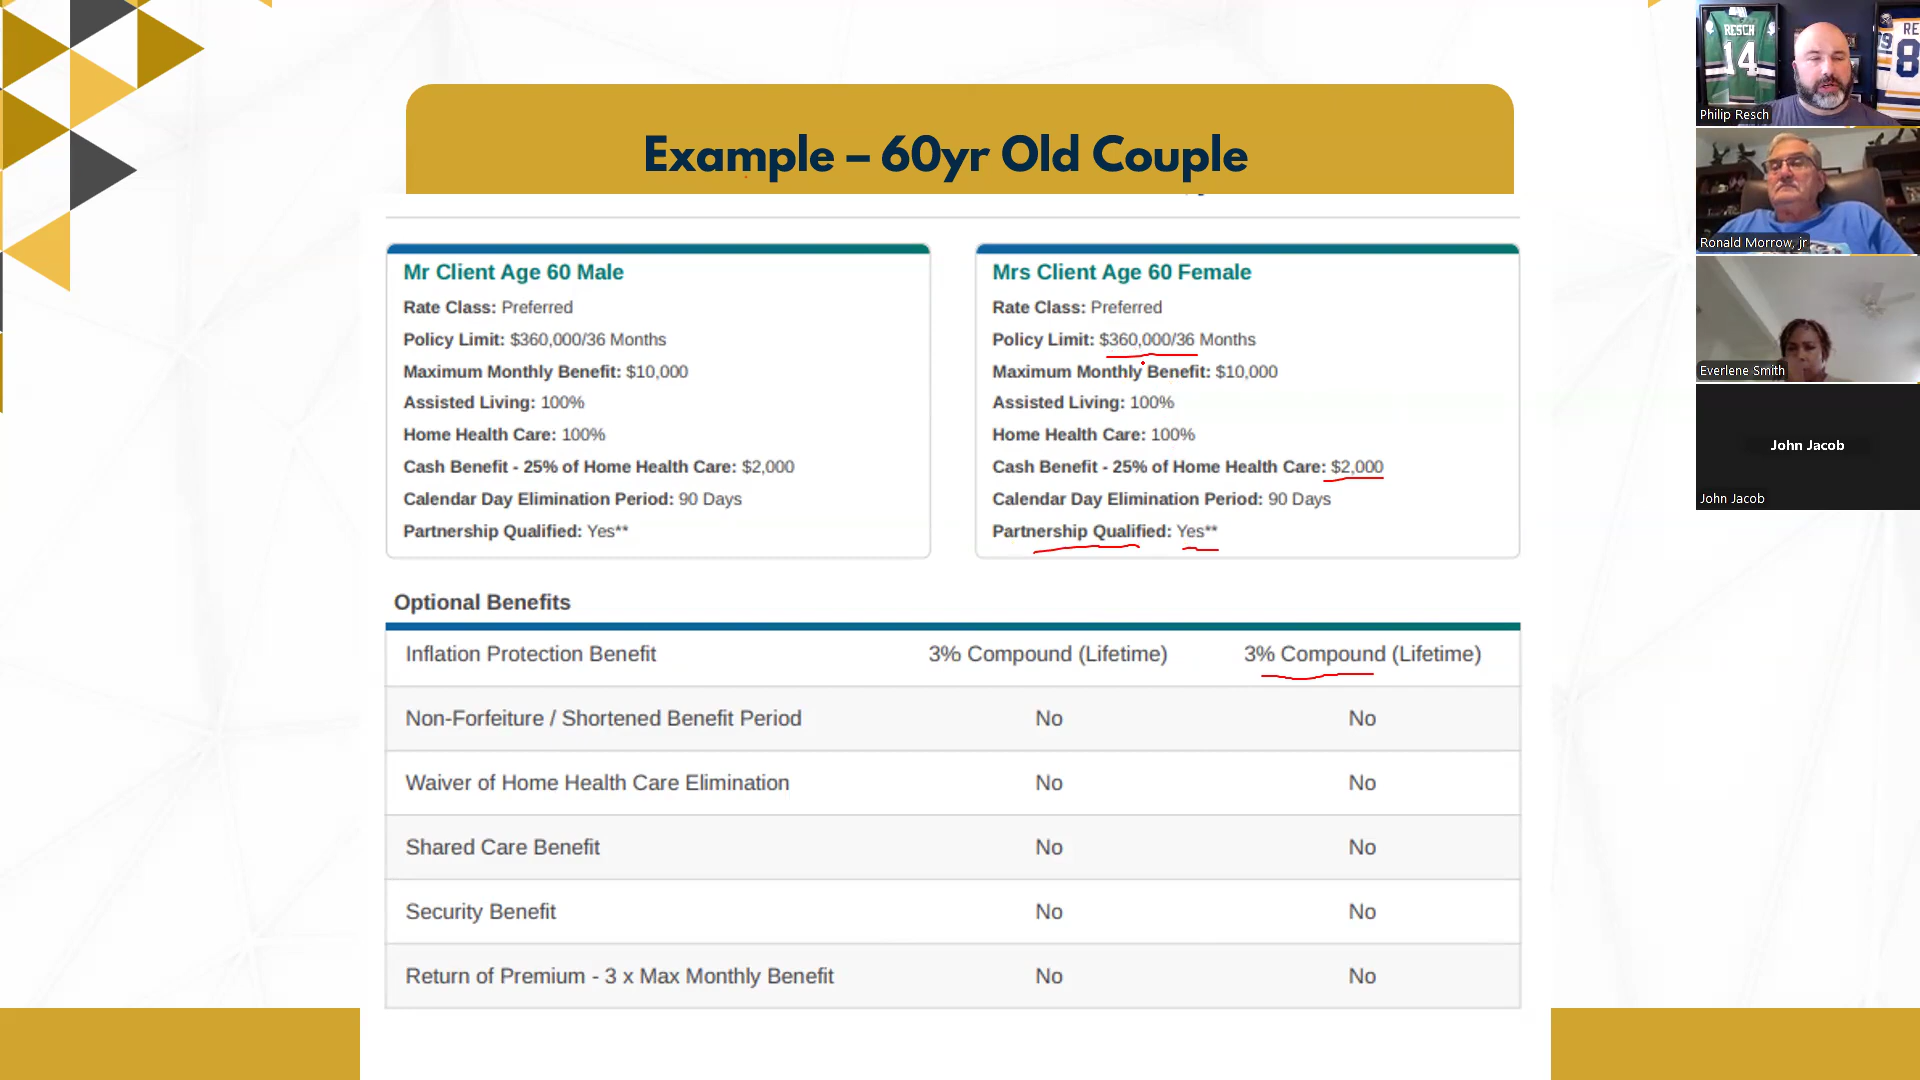 Example – 60yr Old Couple
Mr Client Age 60 Male
Rate Class: Preferred
Policy Limit: $360,000/36 Months
Maximum Monthly Benefit: $10,000
Assisted Living: 100%
Home Health Care: 100%
Cash Benefit - 25% of Home Health Care: $2,000
Calendar Day Elimination Period: 90 Days
Partnership Qualified: Yes**
Mrs Client Age 60 Female
Rate Class: Preferred
Policy Limit: $360,000/36 Months
Maximum Monthly Benefit: $10,000
Assisted Living: 100%
Home Health Care: 100%
Cash Benefit - 25% of Home Health Care: $2,000
Calendar Day Elimination Period: 90 Days
Partnership Qualified: Yes**
Optional Benefits
Inflation Protection Benefit 3% Compound (Lifetime) 3% Compound (Lifetime)
Non-Forfeiture / Shortened Benefit Period No No
Waiver of Home Health Care Elimination No No
Shared Care Benefit No No
Security Benefit No No
Return of Premium - 3 x Max Monthly Benefit No No
RESCH
14
RE
8
Philip Resch
Ronald Morrow, jr
Everlene Smith
John Jacob
John Jacob